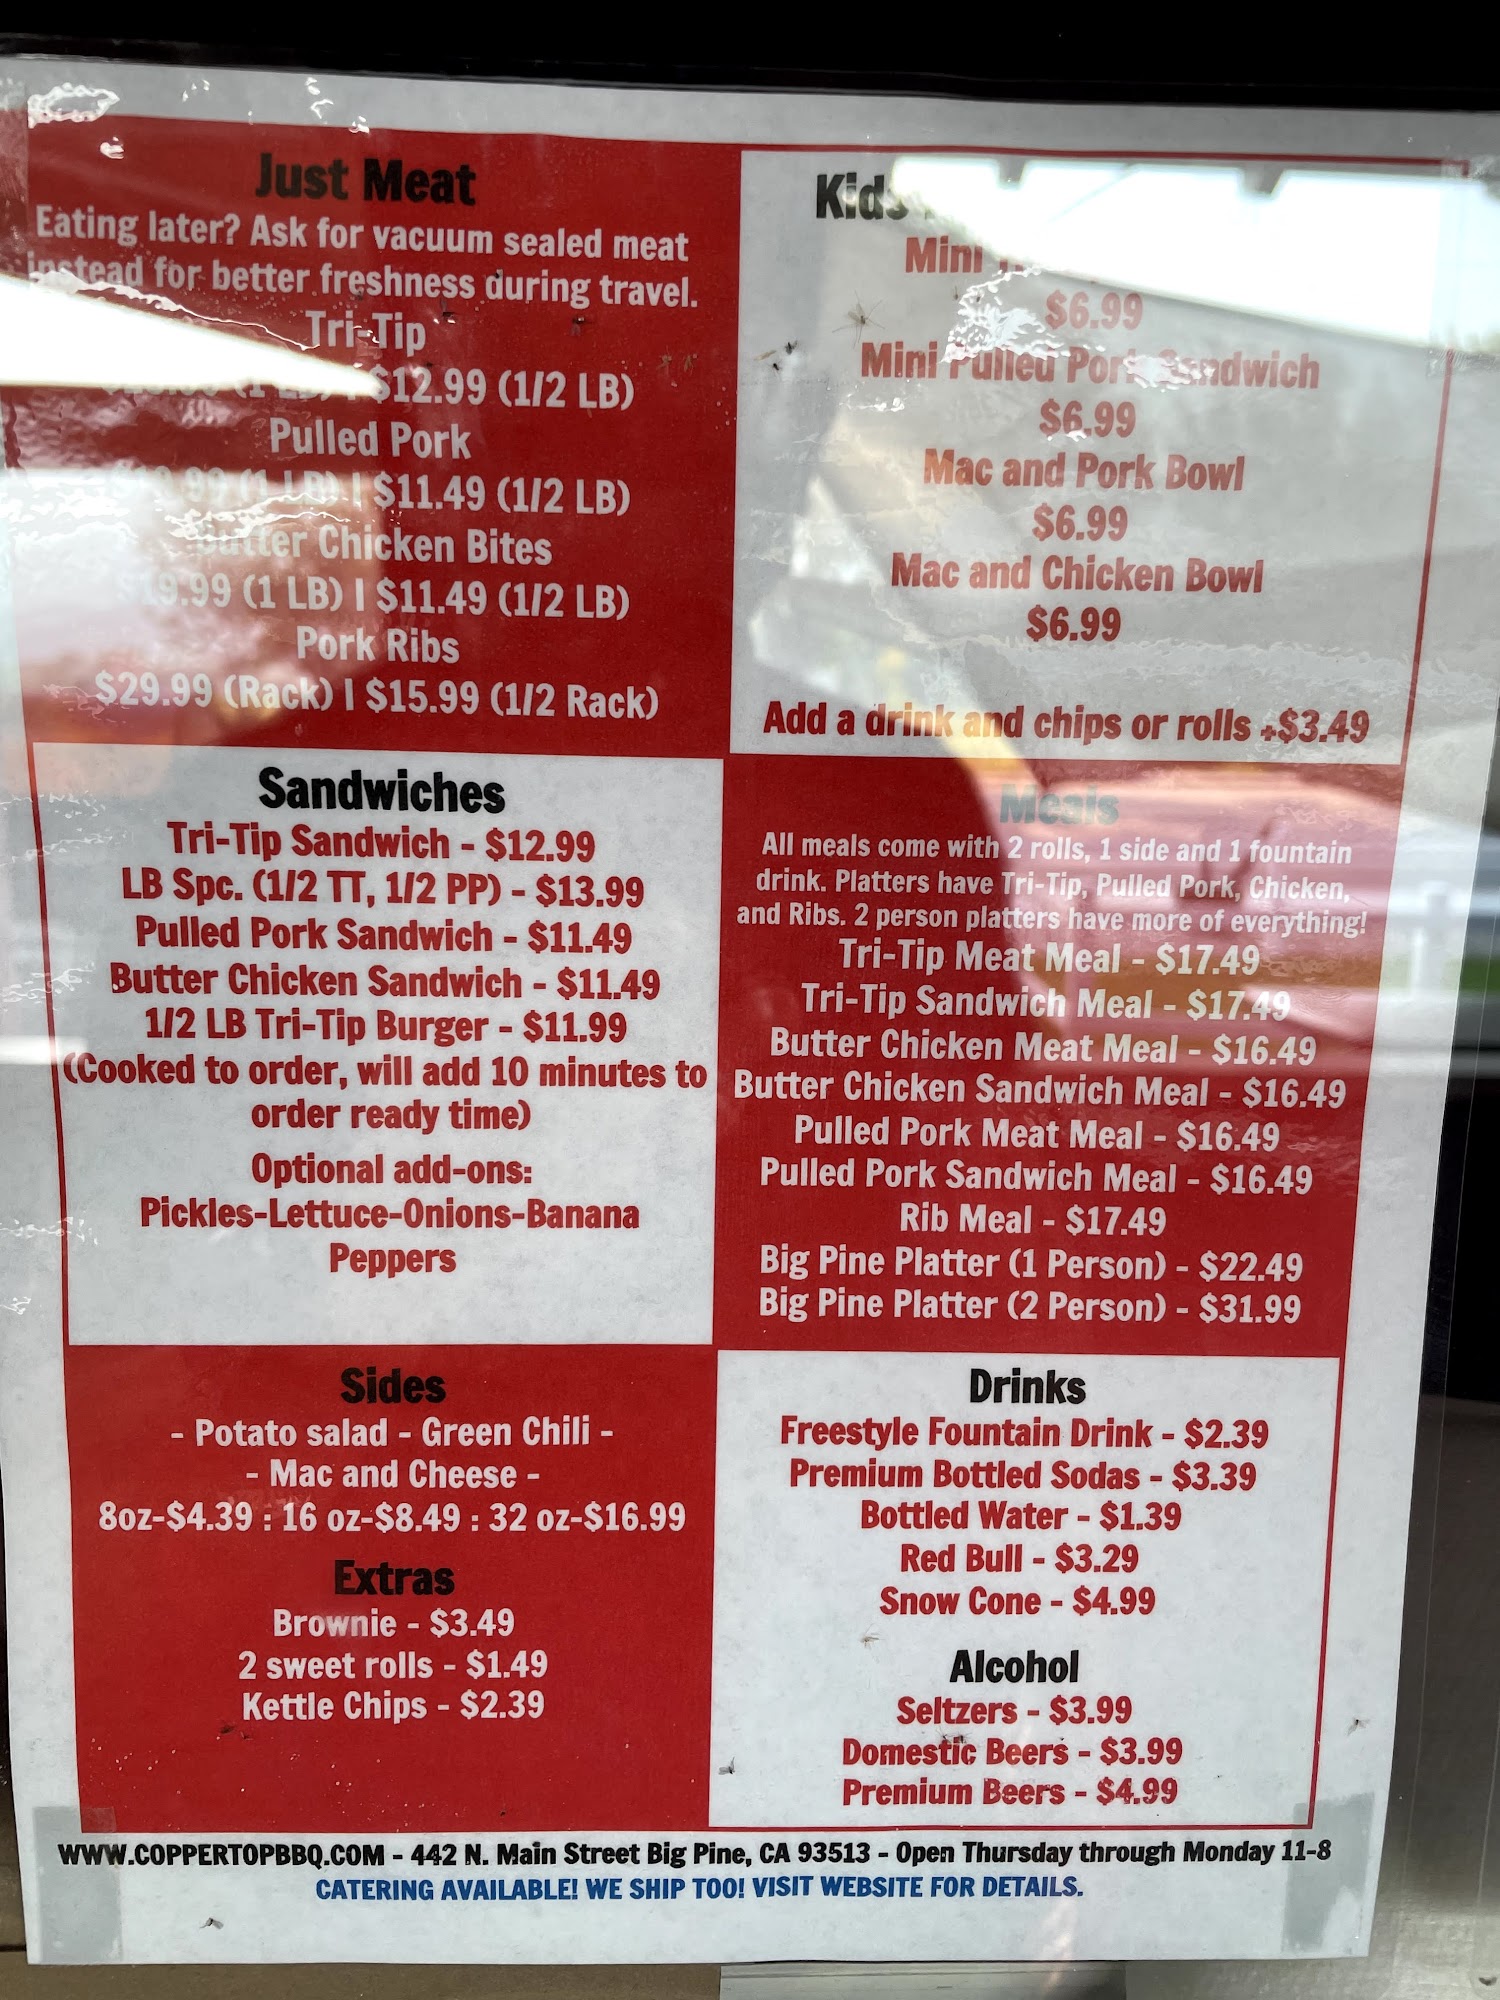 Just Meat
Eating later? Ask for vacuum sealed meat
instead for better freshness during travel.
Tri-Tip
(1 LB) | $12.99 (1/2 LB)
Pulled Pork
(1 LB) | $11.49 (1/2 LB)
Butter Chicken Bites
$19.99 (1 LB) | $11.49 (1/2 LB)
Pork Ribs
$29.99 (Rack) | $15.99 (1/2 Rack)
Kids
Mini
$6.99
Mini Pulled Pork Sandwich
$6.99
Mac and Pork Bowl
$6.99
Mac and Chicken Bowl
$6.99
Add a drink and chips or rolls +$3.49
Sandwiches
Tri-Tip Sandwich - $12.99
LB Spc. (1/2 TT, 1/2 PP) - $13.99
Pulled Pork Sandwich - $11.49
Butter Chicken Sandwich - $11.49
1/2 LB Tri-Tip Burger - $11.99
(Cooked to order, will add 10 minutes to
order ready time)
Optional add-ons:
Pickles-Lettuce-Onions-Banana
Peppers
Meals
All meals come with 2 rolls, 1 side and 1 fountain
drink. Platters have Tri-Tip, Pulled Pork, Chicken,
and Ribs. 2 person platters have more of everything!
Tri-Tip Meat Meal - $17.49
Tri-Tip Sandwich Meal - $17.49
Butter Chicken Meat Meal - $16.49
Butter Chicken Sandwich Meal - $16.49
Pulled Pork Meat Meal - $16.49
Pulled Pork Sandwich Meal - $16.49
Rib Meal - $17.49
Big Pine Platter (1 Person) - $22.49
Big Pine Platter (2 Person) - $31.99
Sides
- Potato salad - Green Chili -
- Mac and Cheese -
8oz-$4.39 : 16 oz-$8.49 : 32 oz-$16.99
Extras
Brownie - $3.49
2 sweet rolls - $1.49
Kettle Chips - $2.39
Drinks
Freestyle Fountain Drink - $2.39
Premium Bottled Sodas - $3.39
Bottled Water - $1.39
Red Bull - $3.29
Snow Cone - $4.99
Alcohol
Seltzers - $3.99
Domestic Beers - $3.99
Premium Beers - $4.99
WWW.COPPERTOPBBQ.COM - 442 N. Main Street Big Pine, CA 93513 - Open Thursday through Monday 11-8
CATERING AVAILABLE! WE SHIP TOO! VISIT WEBSITE FOR DETAILS.